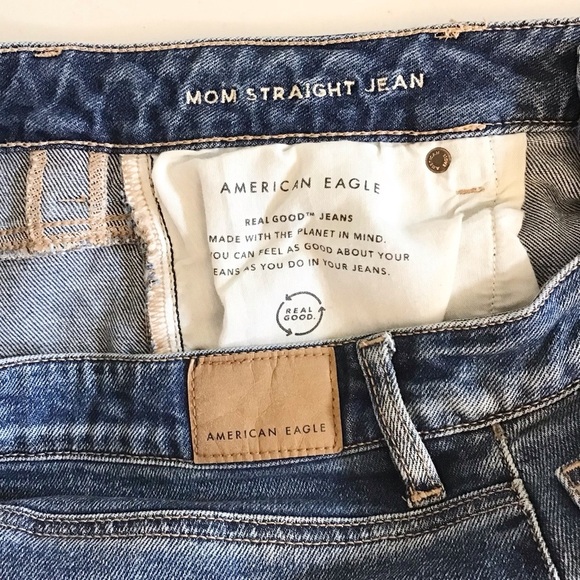 MOM STRAIGHT JEAN
AMERICAN EAGLE
REAL GOOD™ JEANS
MADE WITH THE PLANET IN MIND.
YOU CAN FEEL AS GOOD ABOUT YOUR
JEANS AS YOU DO IN YOUR JEANS.
REAL
GOOD.
AMERICAN EAGLE